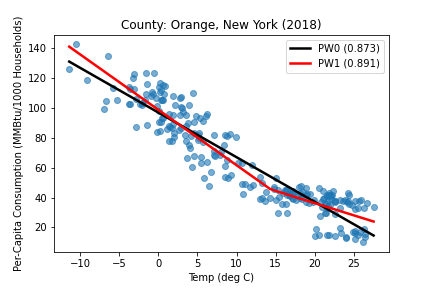 County: Orange, New York (2018)
Per-Capita Consumption (MMBtu/1000 Households)
140
120
100
80
60
40
20
PW0 (0.873)
PW1 (0.891)
−10 −5 0 5 10 15 20 25
Temp (deg C)